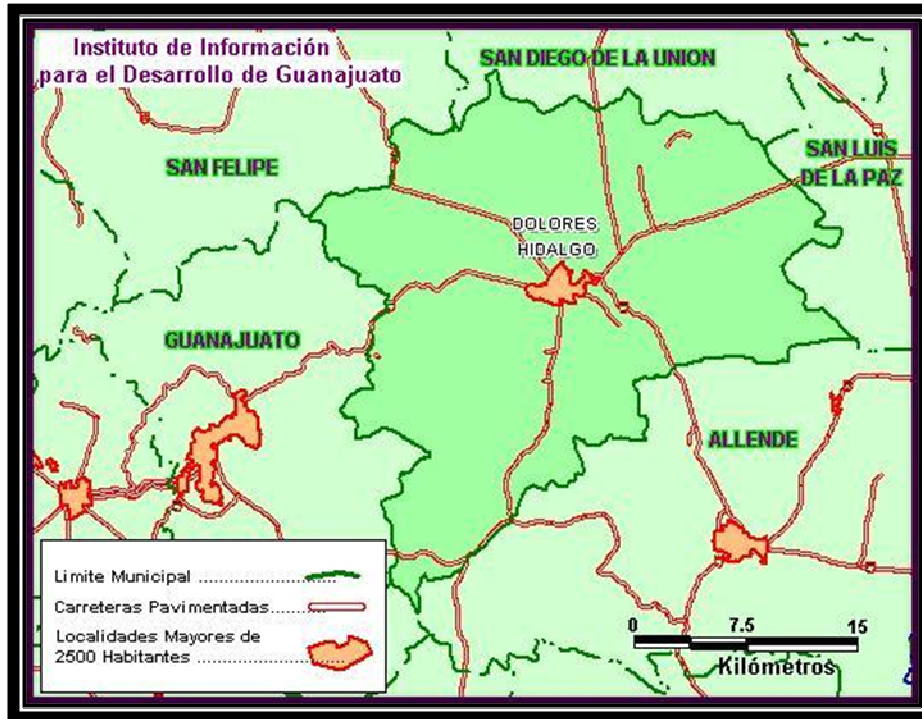 Instituto de Información
para el Desarrollo de Guanajuato
SAN DIEGO DE LA UNION
SAN FELIPE
SAN LUIS
DE LA PAZ
DOLORES
HIDALGO
GUANAJUATO
ALLENDE
Limite Municipal ........................
Carreteras Pavimentadas..........
Localidades Mayores de
2500 Habitantes ..........................
0 7.5 15
Kilómetros